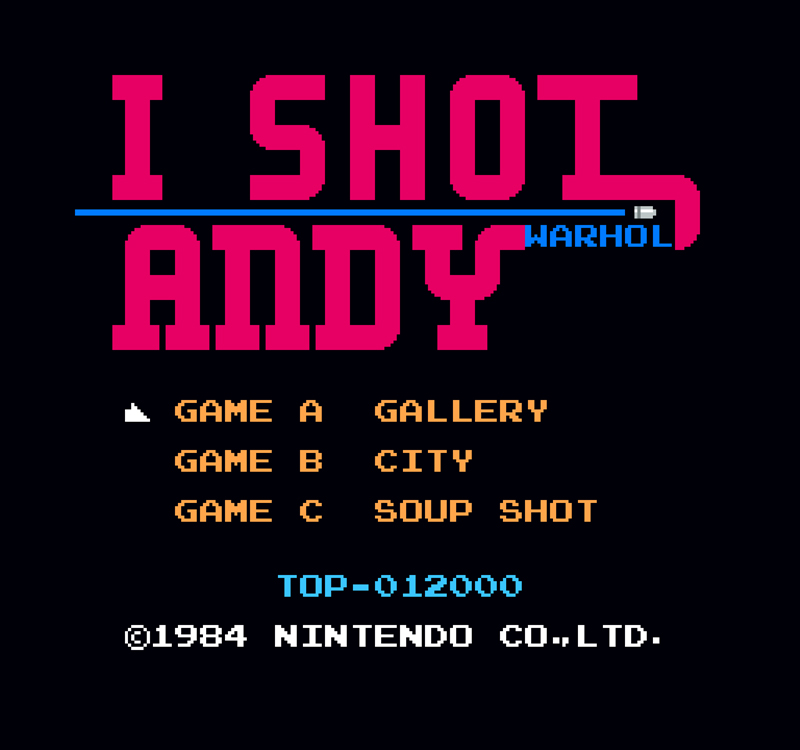 I SHOT
ANDY WARHOL
GAME A GALLERY
GAME B CITY
GAME C SOUP SHOT
TOP-012000
©1984 NINTENDO CO.,LTD.